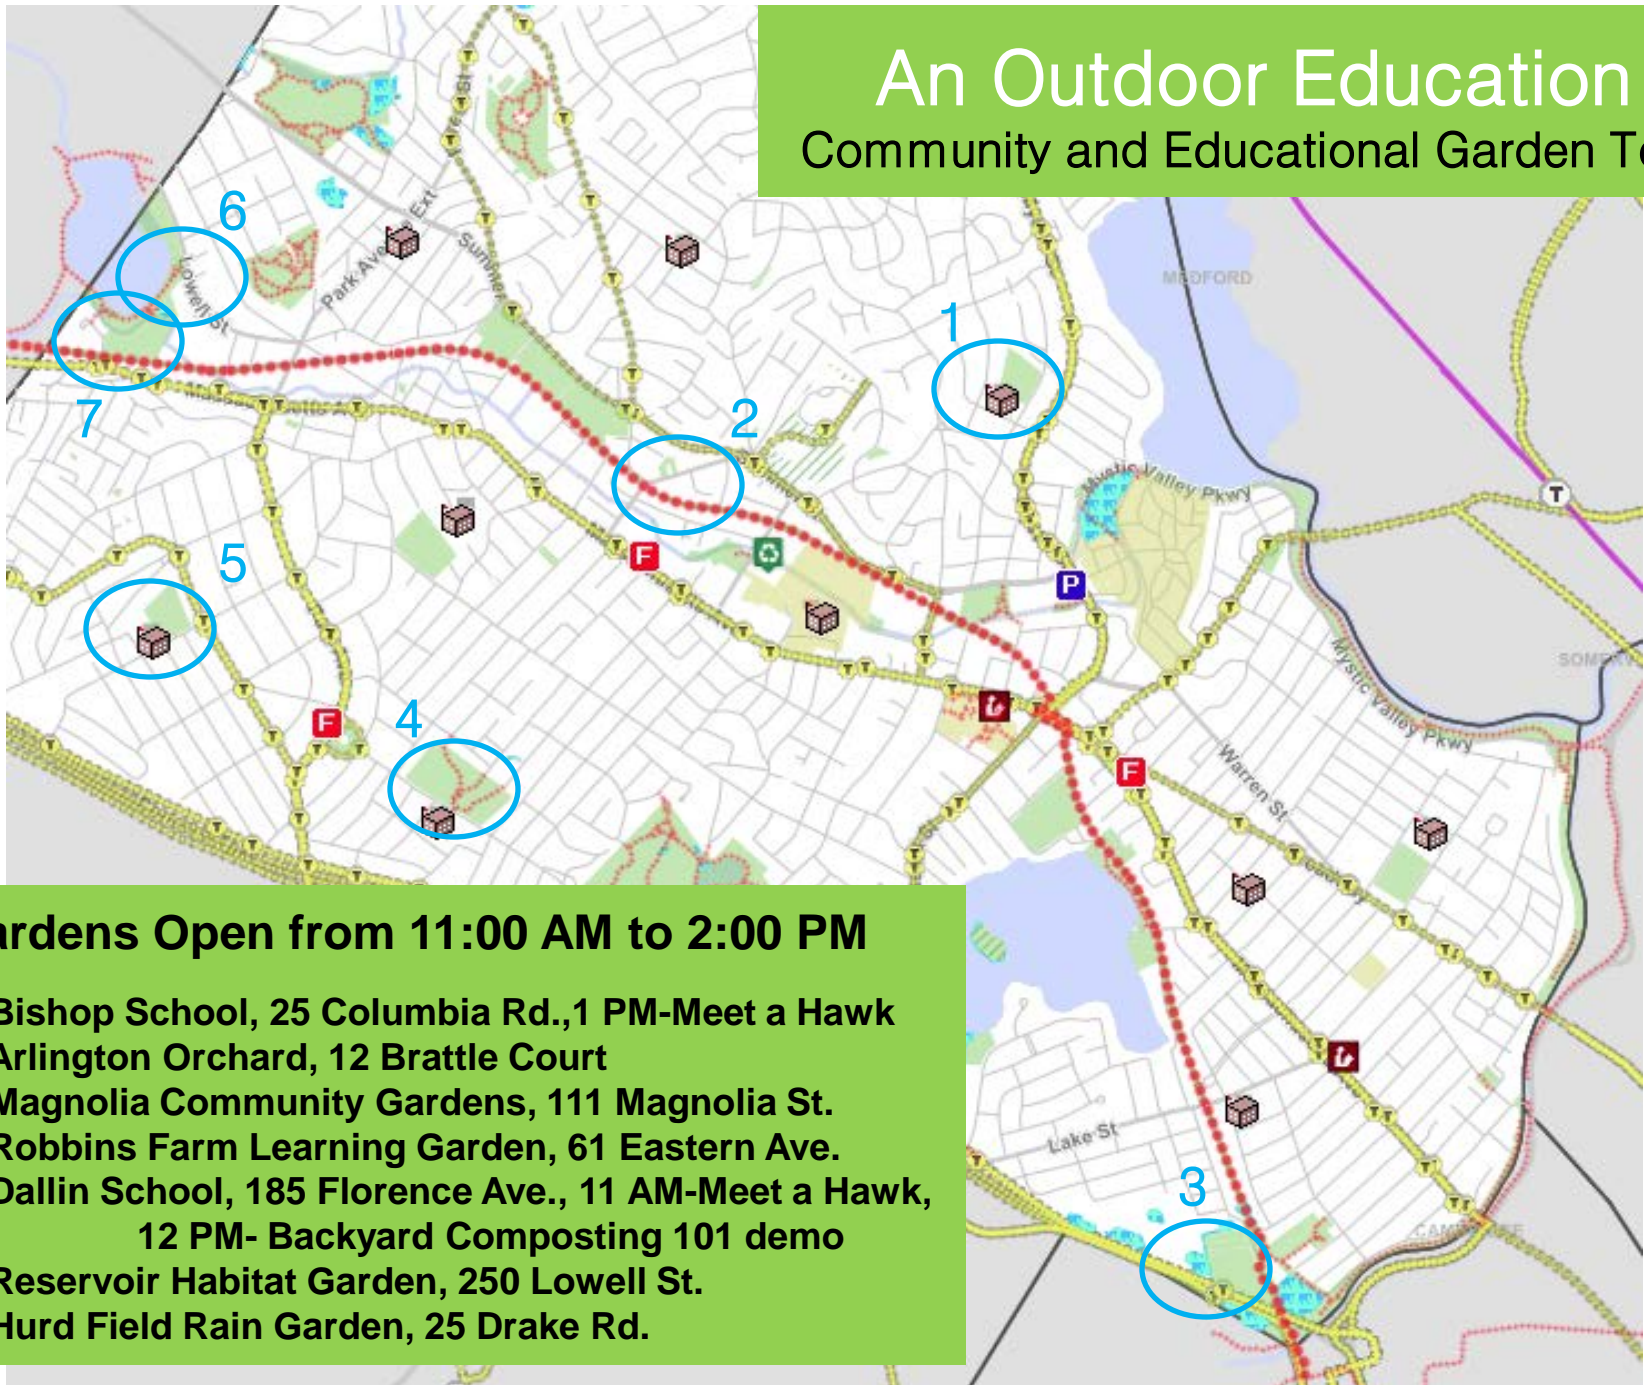 An Outdoor Education
Community and Educational Garden
MEDFORD
6
Lowell St
Park Ave Ext
Summer
1
7
2
Mystic Valley Pkwy
5
4
Mystic Valley Pkwy
Warren St
Lake St
3
ardens Open from 11:00 AM to 2:00 PM
Bishop School, 25 Columbia Rd.,1 PM-Meet a Hawk
Arlington Orchard, 12 Brattle Court
Magnolia Community Gardens, 111 Magnolia St.
Robbins Farm Learning Garden, 61 Eastern Ave.
Dallin School, 185 Florence Ave., 11 AM-Meet a Hawk,
12 PM- Backyard Composting 101 demo
Reservoir Habitat Garden, 250 Lowell St.
Hurd Field Rain Garden, 25 Drake Rd.
T
F
P
F
F